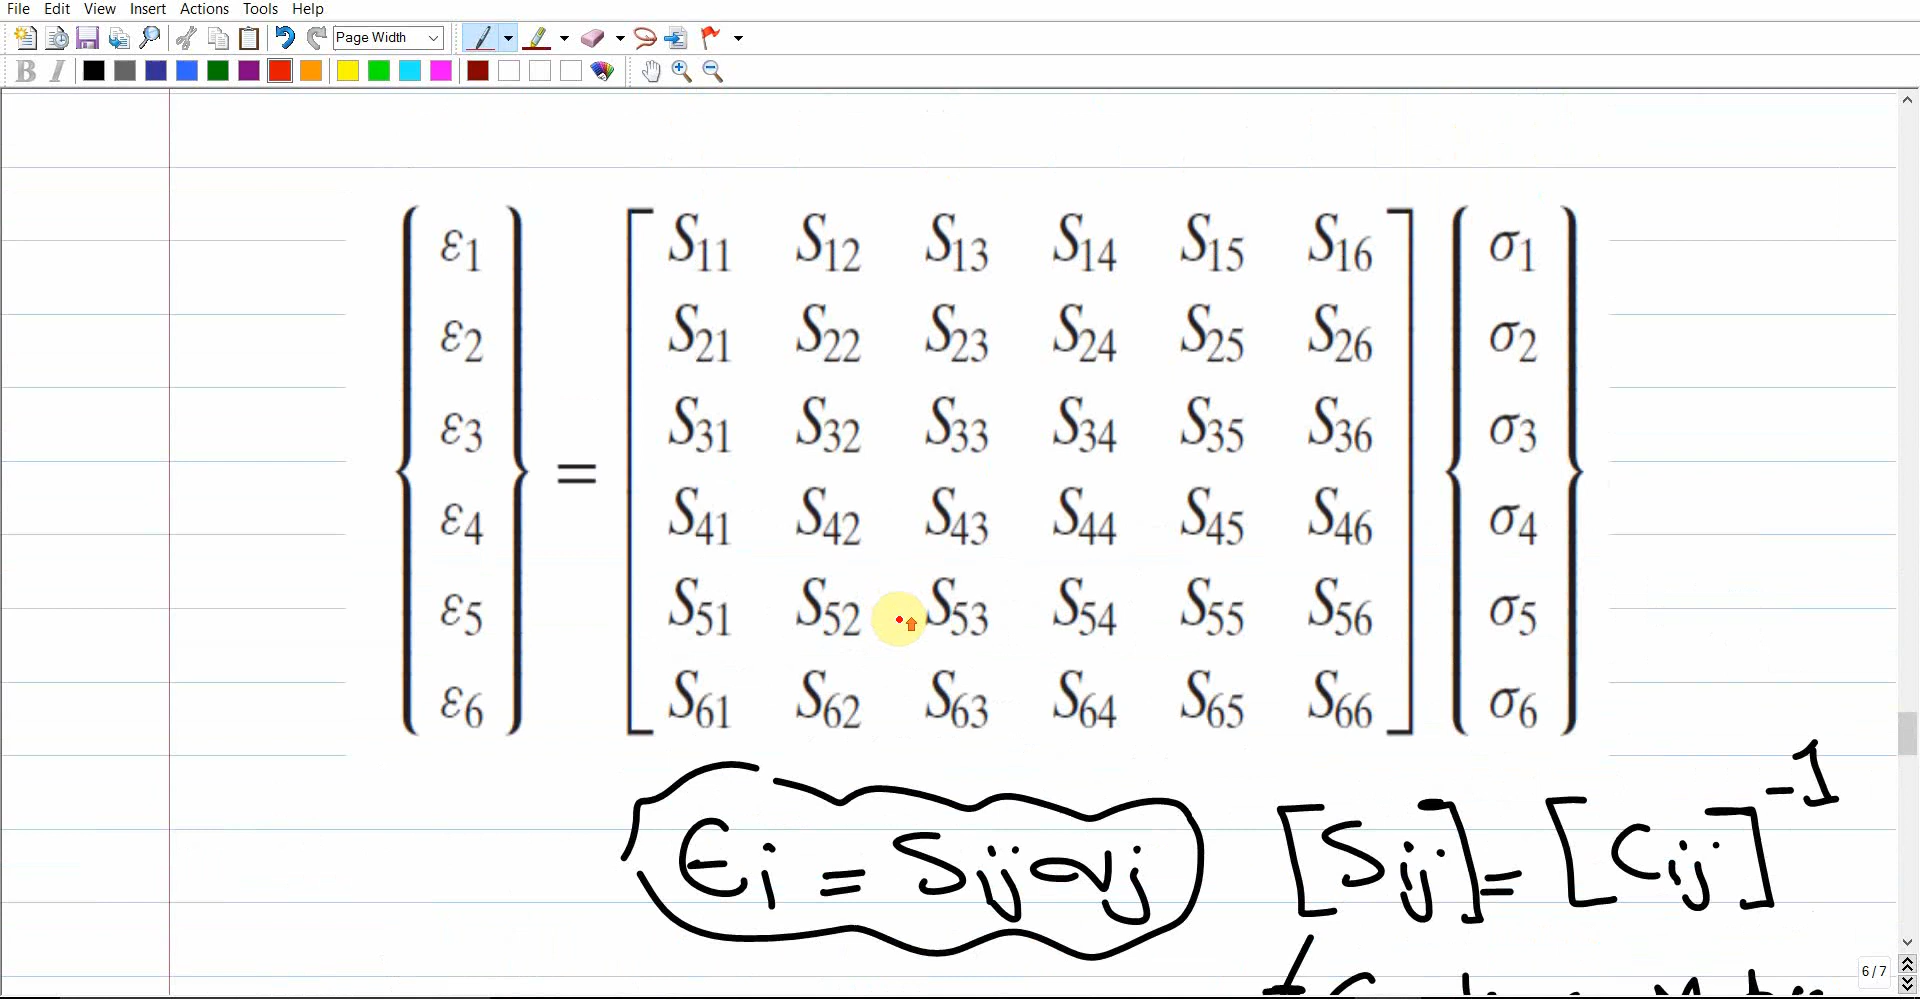 File Edit View Insert Actions Tools Help
Page Width
ε1 S11 S12 S13 S14 S15 S16 σ1
ε2 S21 S22 S23 S24 S25 S26 σ2
ε3 S31 S32 S33 S34 S35 S36 σ3
=
ε4 S41 S42 S43 S44 S45 S46 σ4
ε5 S51 S52 S53 S54 S55 S56 σ5
ε6 S61 S62 S63 S64 S65 S66 σ6
Єi = Sijσj [Sij] = [Cij]-1
6 / 7